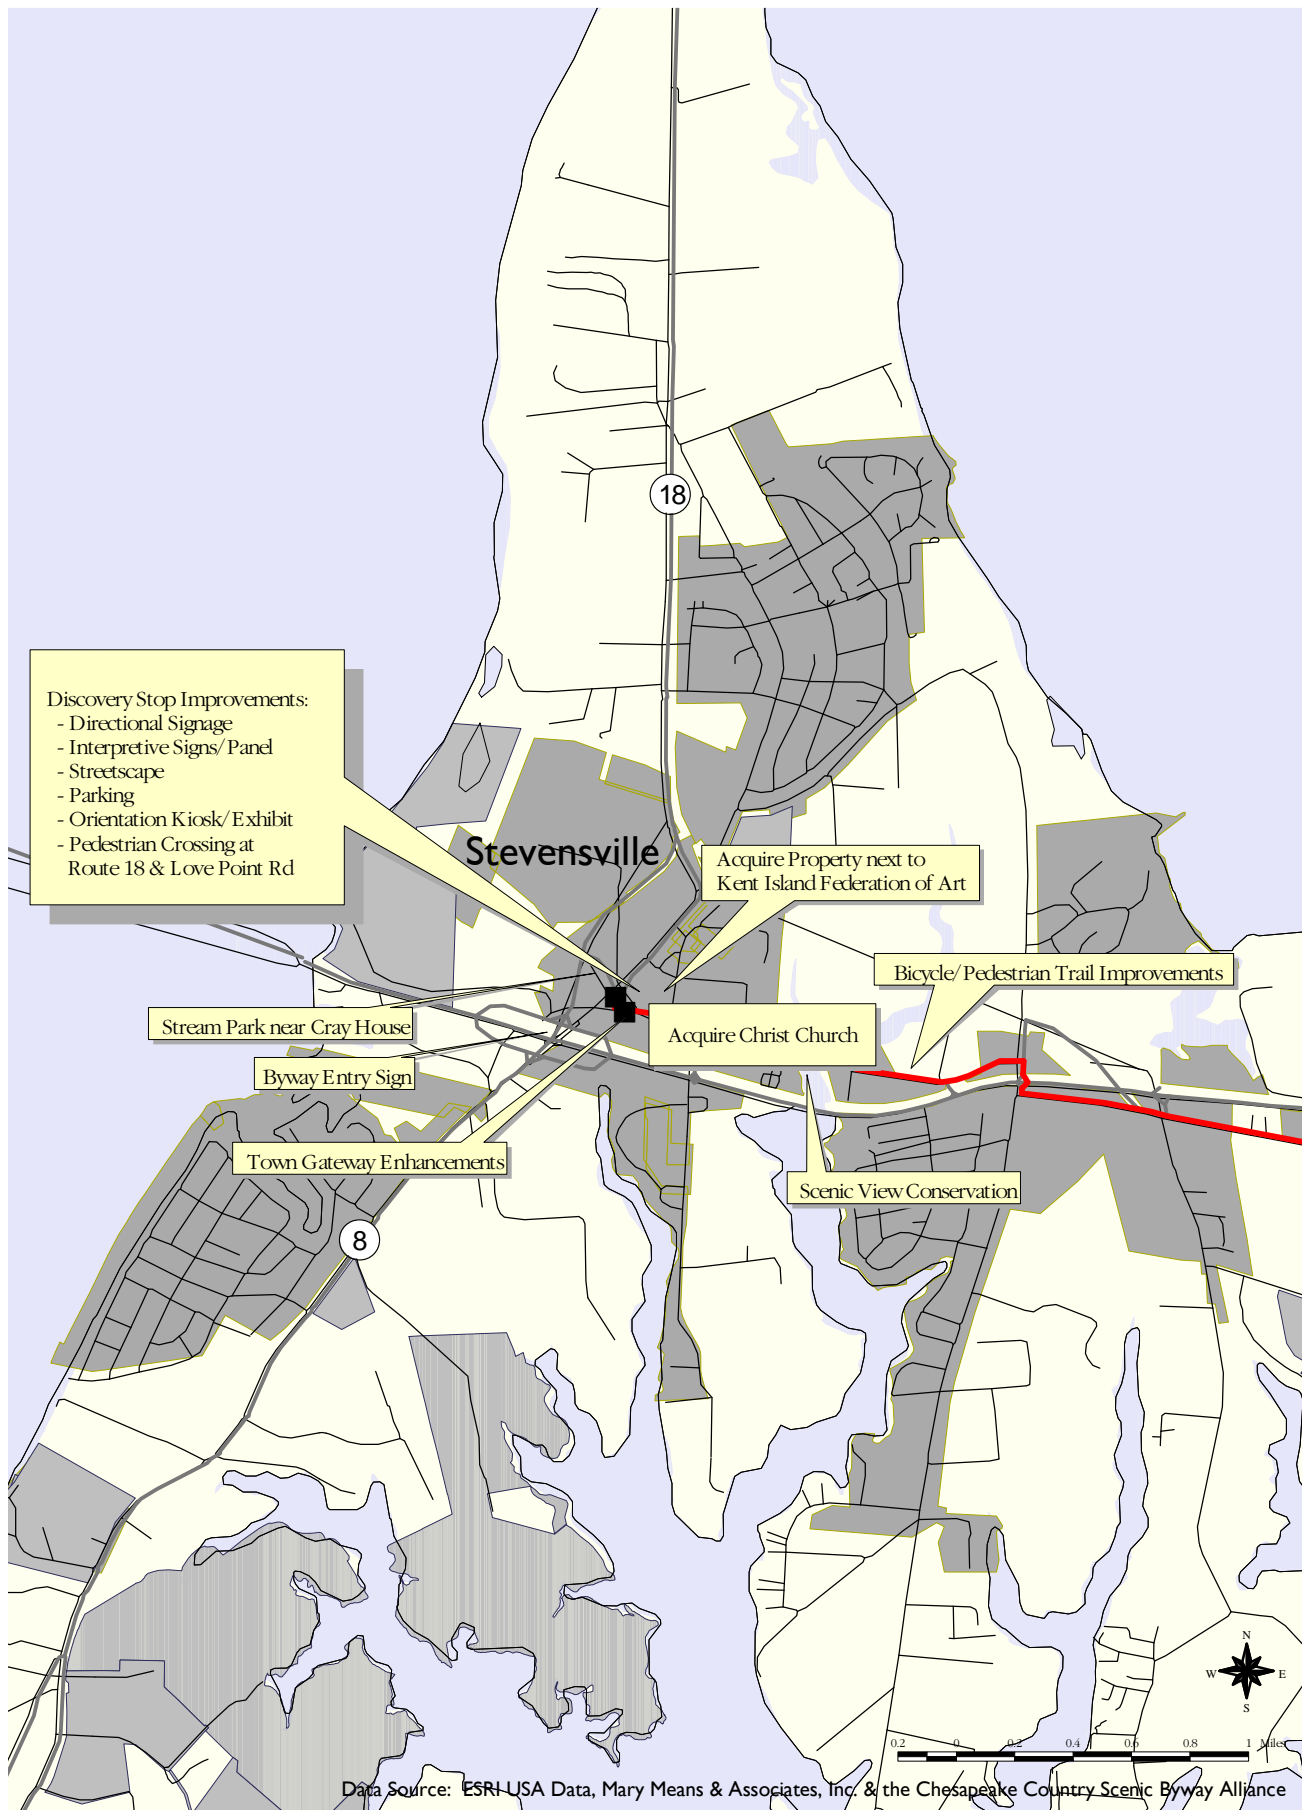 18
Discovery Stop Improvements:
- Directional Signage
- Interpretive Signs/Panel
- Streetscape
- Parking
- Orientation Kiosk/Exhibit
- Pedestrian Crossing at
Route 18 & Love Point Rd
Stevensville
Acquire Property next to
Kent Island Federation of Art
Bicycle/Pedestrian Trail Improvements
Stream Park near Cray House
Acquire Christ Church
Byway Entry Sign
Town Gateway Enhancements
Scenic View Conservation
8
N
W E
S
0.2 0 0.2 0.4 0.6 0.8 1 Miles
Data Source: ESRI USA Data, Mary Means & Associates, Inc. & the Chesapeake Country Scenic Byway Alliance